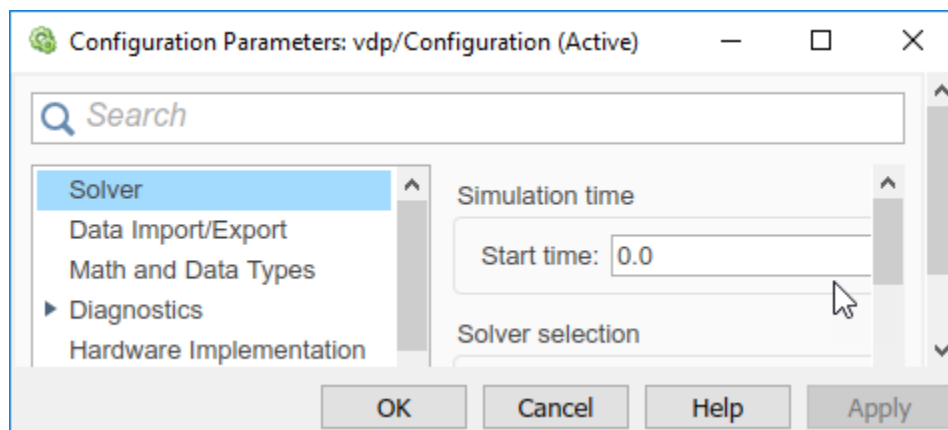 Configuration Parameters: vdp/Configuration (Active)
Search
Solver
Data Import/Export
Math and Data Types
Diagnostics
Hardware Implementation
Simulation time
Start time: 0.0
Solver selection
OK Cancel Help Apply